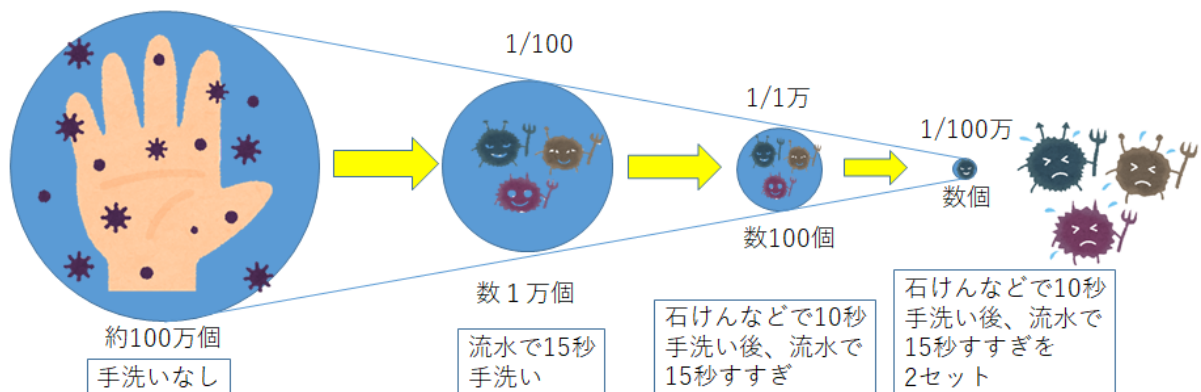 約100万個
手洗いなし
1/100
数１万個
流水で15秒
手洗い
1/1万
数100個
石けんなどで10秒
手洗い後、流水で
15秒すすぎ
1/100万
数個
石けんなどで10秒
手洗い後、流水で
15秒すすぎを
2セット